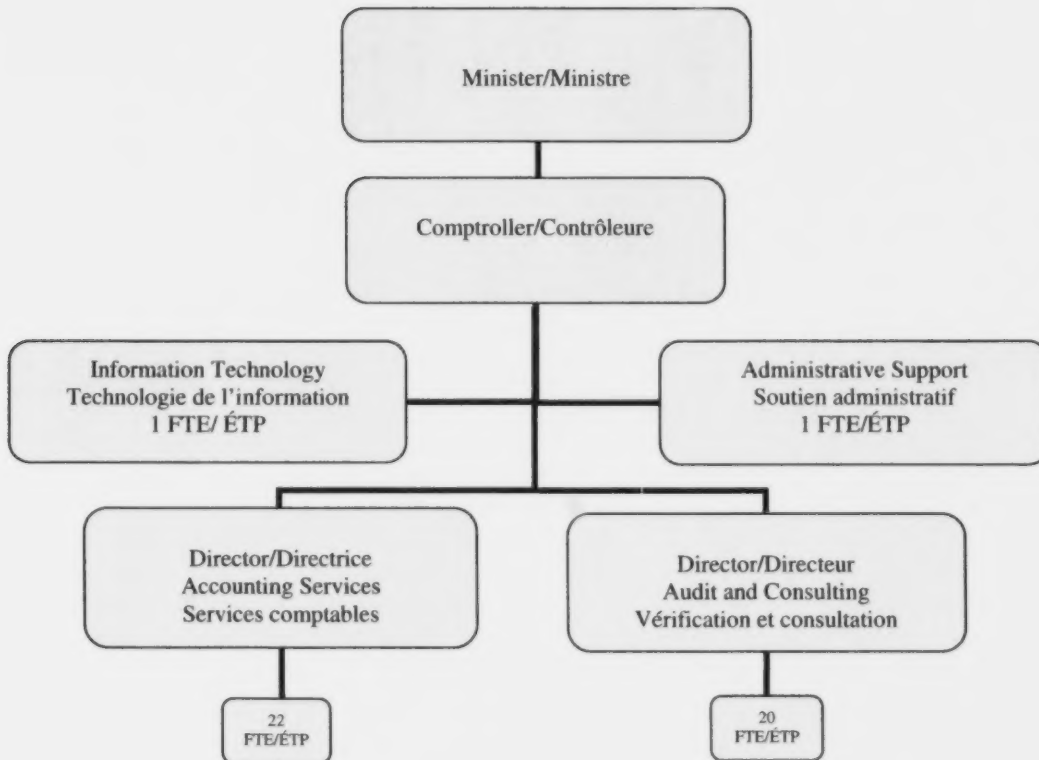 Minister/Ministre
Comptroller/Contrôleure
Information Technology
Technologie de l'information
1 FTE/ ÉTP
Administrative Support
Soutien administratif
1 FTE/ÉTP
Director/Directrice
Accounting Services
Services comptables
Director/Directeur
Audit and Consulting
Vérification et consultation
22
FTE/ÉTP
20
FTE/ÉTP